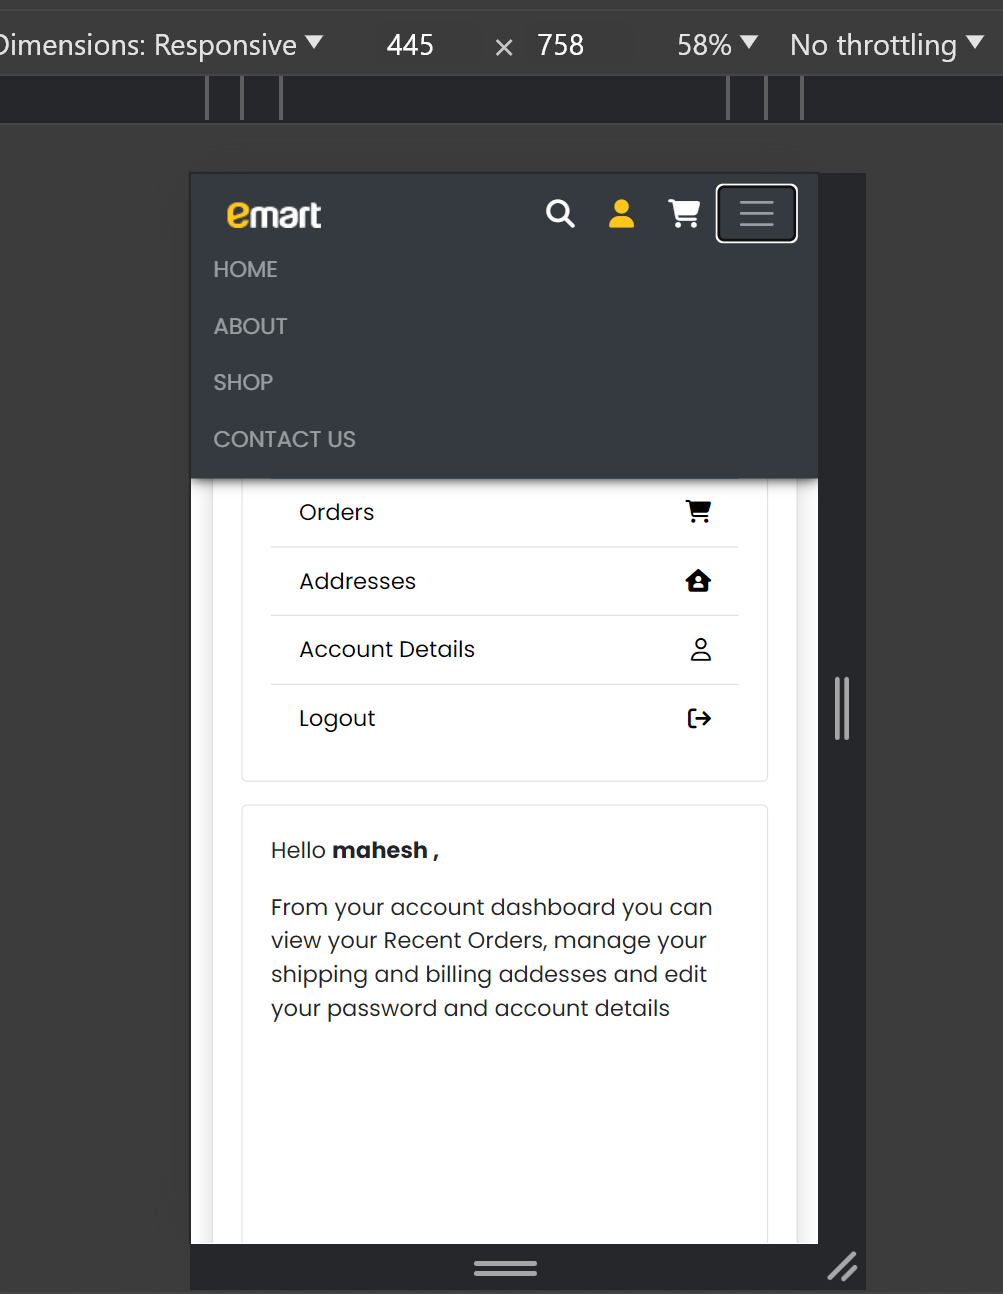 Dimensions: Responsive ▼ 445 × 758 58% ▼ No throttling ▼
emart
HOME
ABOUT
SHOP
CONTACT US
Orders
Addresses
Account Details
Logout
Hello mahesh ,
From your account dashboard you can
view your Recent Orders, manage your
shipping and billing addesses and edit
your password and account details